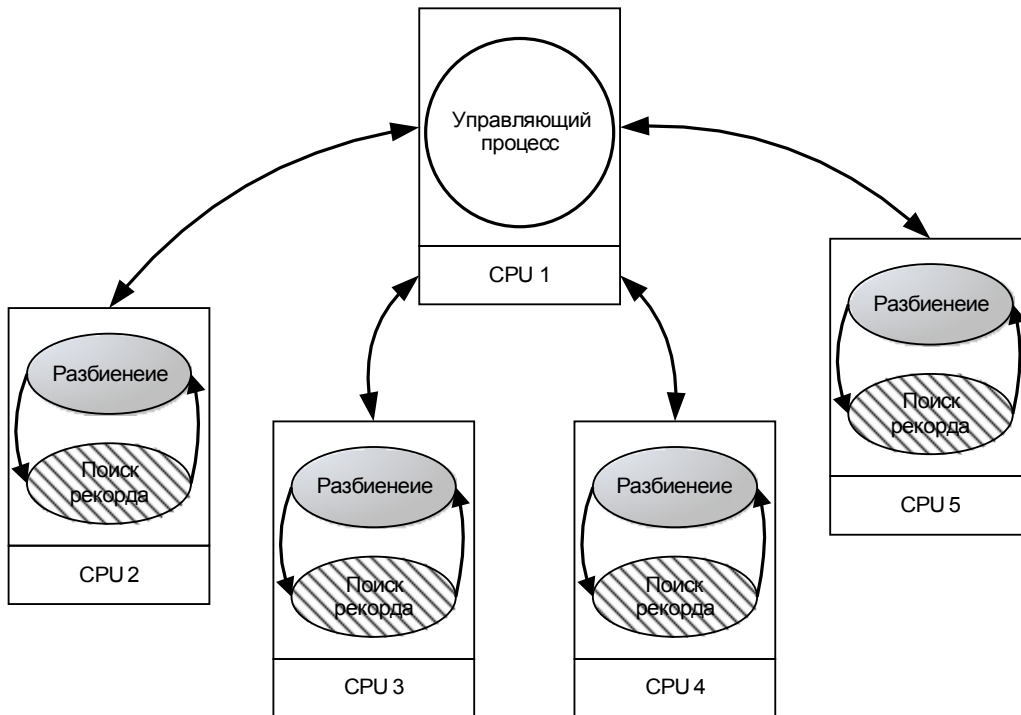 Управляющий
процесс
CPU 1
Разбиенеие
Поиск
рекорда
CPU 2
Разбиенеие
Поиск
рекорда
CPU 3
Разбиенеие
Поиск
рекорда
CPU 4
Разбиенеие
Поиск
рекорда
CPU 5